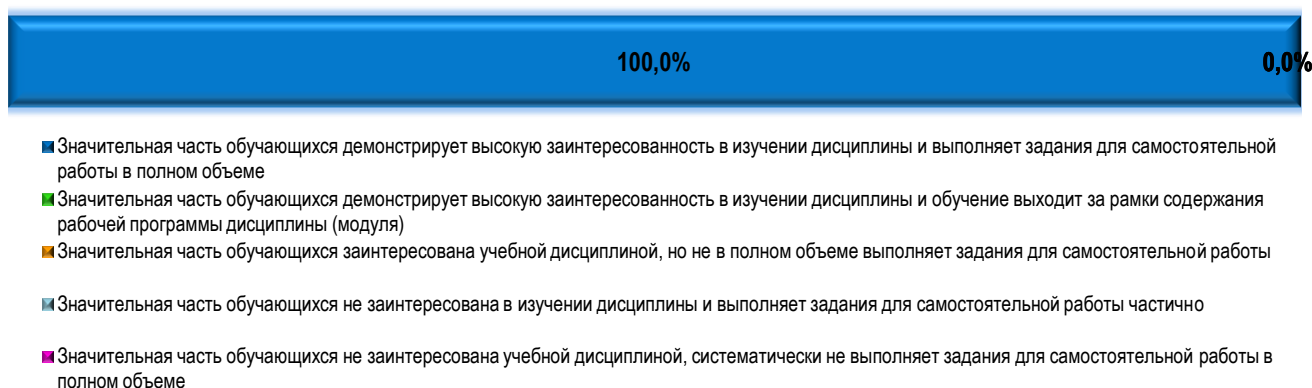 100,0%
0,0%
Значительная часть обучающихся демонстрирует высокую заинтересованность в изучении дисциплины и выполняет задания для самостоятельной
работы в полном объеме
Значительная часть обучающихся демонстрирует высокую заинтересованность в изучении дисциплины и обучение выходит за рамки содержания
рабочей программы дисциплины (модуля)
Значительная часть обучающихся заинтересована учебной дисциплиной, но не в полном объеме выполняет задания для самостоятельной работы
Значительная часть обучающихся не заинтересована в изучении дисциплины и выполняет задания для самостоятельной работы частично
Значительная часть обучающихся не заинтересована учебной дисциплиной, систематически не выполняет задания для самостоятельной работы в
полном объеме